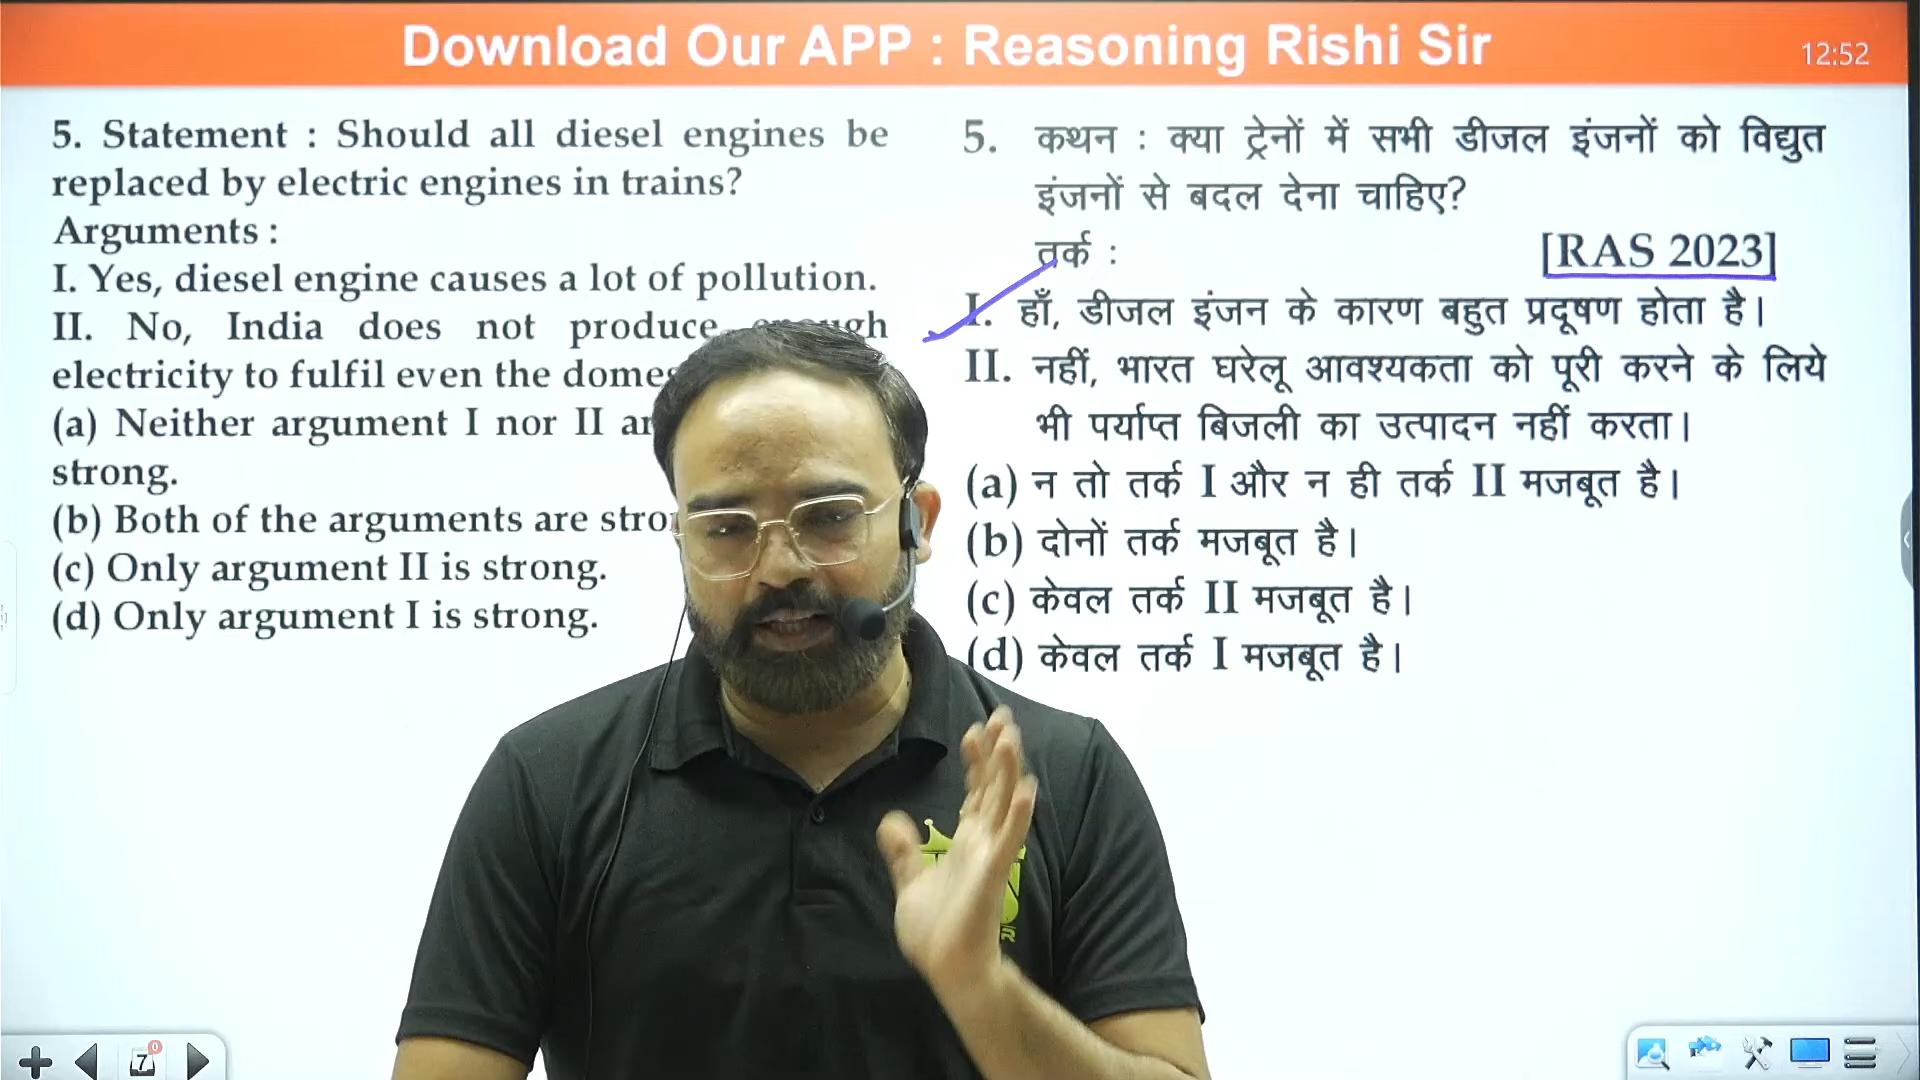 Download Our APP : Reasoning Rishi Sir
12:52
5. Statement : Should all diesel engines be
replaced by electric engines in trains?
Arguments :
I. Yes, diesel engine causes a lot of pollution.
II. No, India does not produce enough
electricity to fulfil even the
(a) Neither argument I nor II
strong.
(b) Both of the arguments are
(c) Only argument II is strong.
(d) Only argument I is strong.
5. कथन : क्या ट्रेनों में सभी डीजल इंजनों को विद्युत
इंजनों से बदल देना चाहिए?
तर्क :
[RAS 2023]
I. हाँ, डीजल इंजन के कारण बहुत प्रदूषण होता है।
II. नहीं, भारत घरेलू आवश्यकता को पूरी करने के लिये
भी पर्याप्त बिजली का उत्पादन नहीं करता।
(a) न तो तर्क I और न ही तर्क II मजबूत है।
(b) दोनों तर्क मजबूत है।
(c) केवल तर्क II मजबूत है।
(d) केवल तर्क I मजबूत है।
7
0